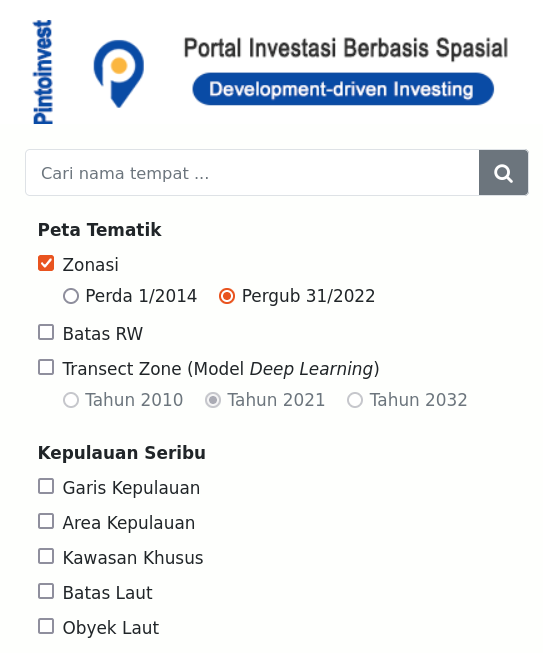 Pintoinvest
Portal Investasi Berbasis Spasial
Development-driven Investing
Cari nama tempat ...
Peta Tematik
Zonasi
Perda 1/2014 Pergub 31/2022
Batas RW
Transect Zone (Model Deep Learning)
Tahun 2010 Tahun 2021 Tahun 2032
Kepulauan Seribu
Garis Kepulauan
Area Kepulauan
Kawasan Khusus
Batas Laut
Obyek Laut